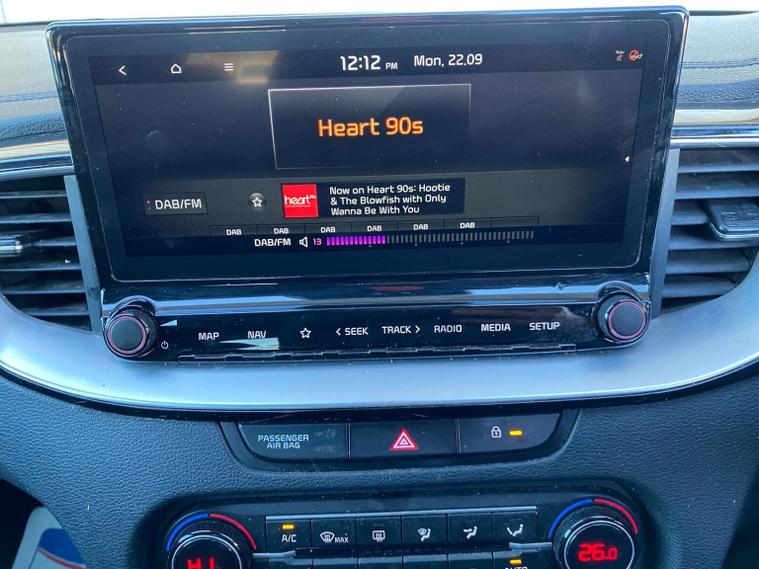 12:12 PM Mon, 22.09
Heart 90s
DAB/FM
heart
Now on Heart 90s: Hootie
& The Blowfish with Only
Wanna Be With You
DAB DAB DAB DAB DAB DAB
DAB/FM 13
MAP NAV < SEEK TRACK > RADIO MEDIA SETUP
PASSENGER
AIR BAG
A/C MAX
HI 26.0
AUTO